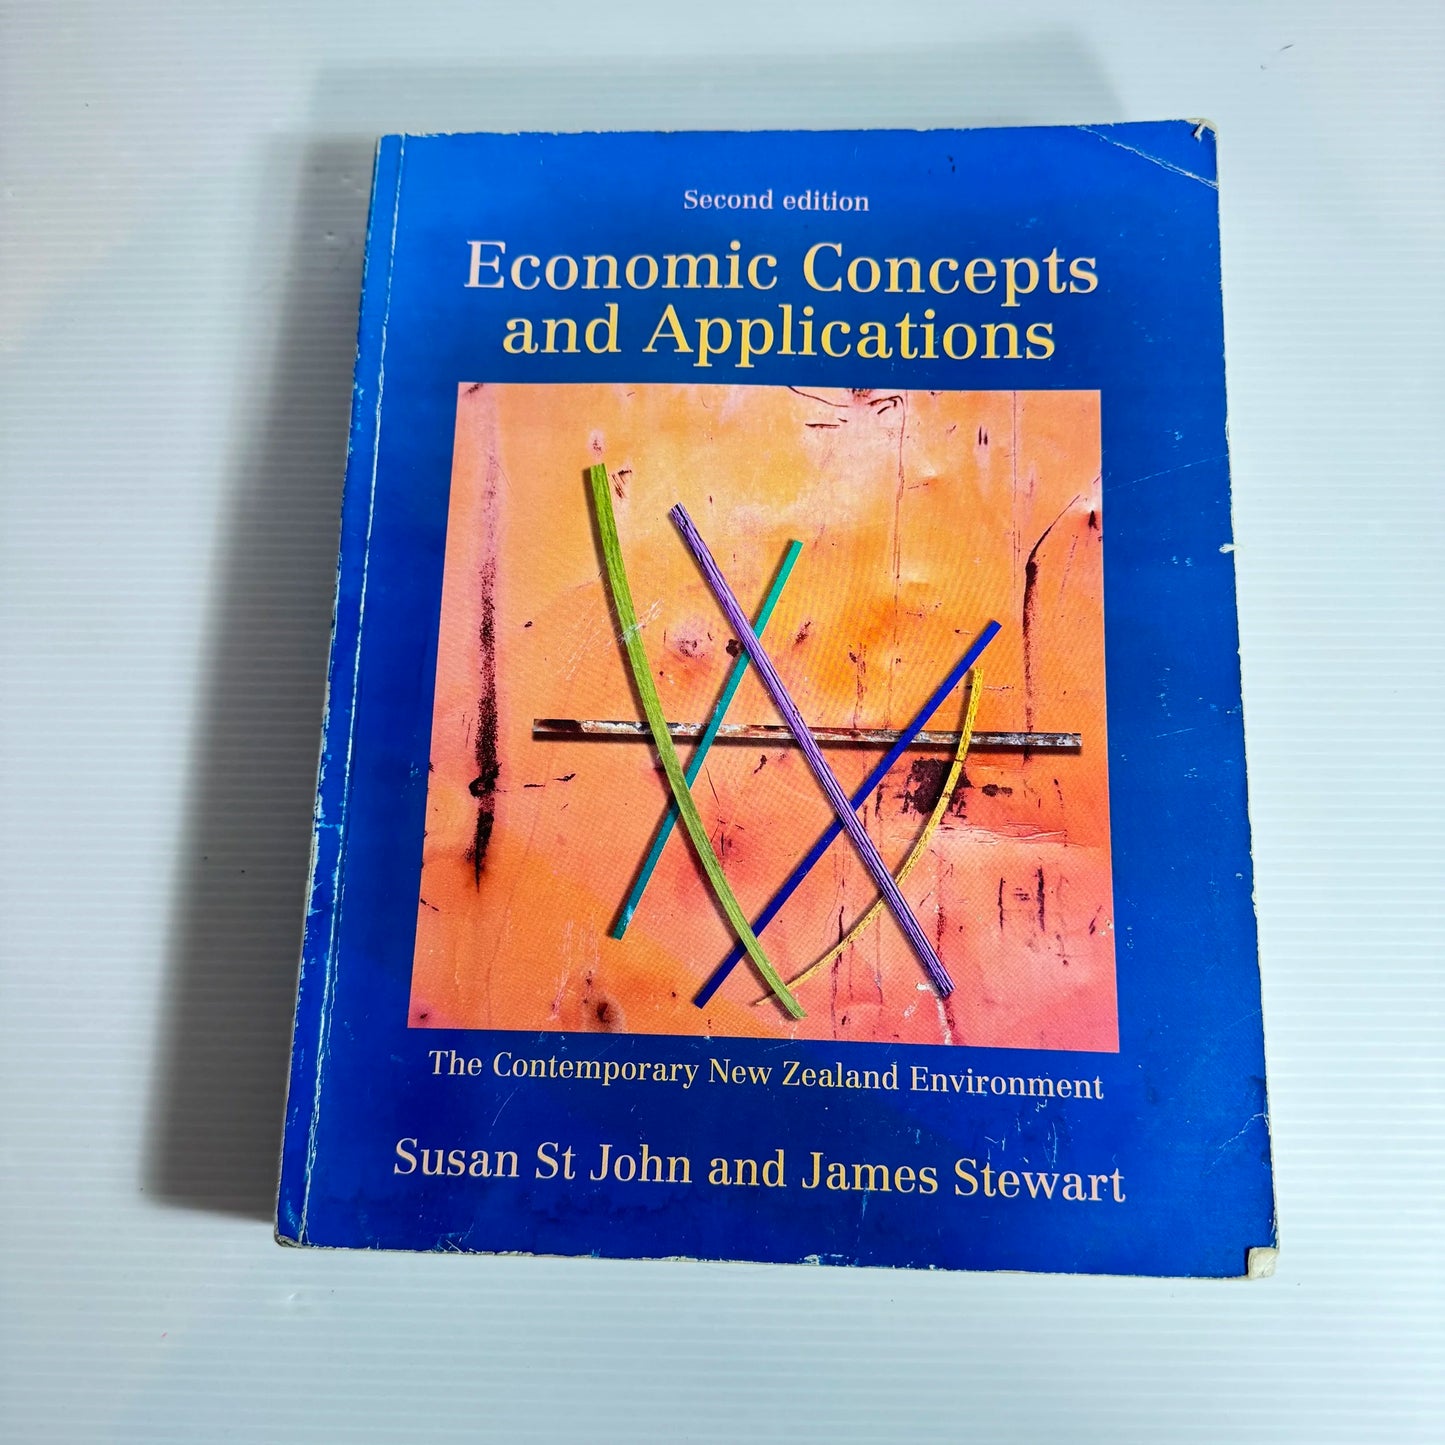 Second edition
Economic Concepts
and Applications
The Contemporary New Zealand Environment
Susan St John and James Stewart